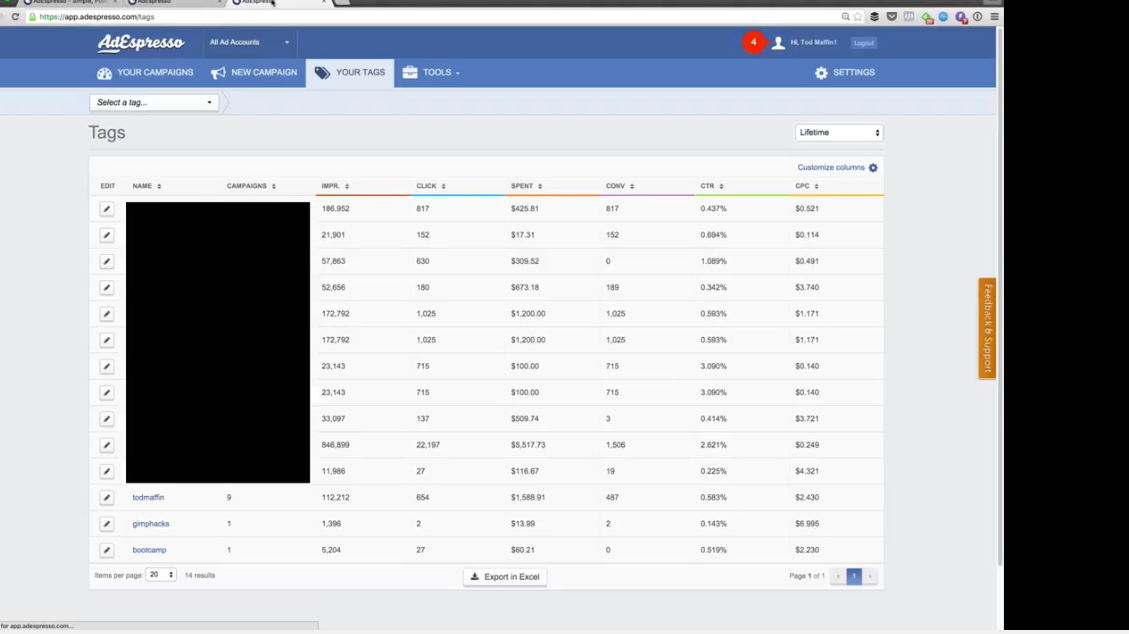 AdEspresso - Simple, Po
AdEspresso
AdEspresso
https://app.adespresso.com/tags
AdEspresso
All Ad Accounts
4
Hi, Tod Maffin!
Logout
YOUR CAMPAIGNS
NEW CAMPAIGN
YOUR TAGS
TOOLS
SETTINGS
Select a tag...
Tags
Lifetime
Customize columns
EDIT NAME CAMPAIGNS IMPR. CLICK SPENT CONV CTR CPC
186,952 817 $425.81 817 0.437% $0.521
21,901 152 $17.31 152 0.694% $0.114
57,863 630 $309.52 0 1.089% $0.491
52,656 180 $673.18 189 0.342% $3.740
172,792 1,025 $1,200.00 1,025 0.593% $1.171
172,792 1,025 $1,200.00 1,025 0.593% $1.171
23,143 715 $100.00 715 3.090% $0.140
23,143 715 $100.00 715 3.090% $0.140
33,097 137 $509.74 3 0.414% $3.721
846,899 22,197 $5,517.73 1,506 2.621% $0.249
11,986 27 $116.67 19 0.225% $4.321
todmaffin 9 112,212 654 $1,588.91 487 0.583% $2.430
gimphacks 1 1,396 2 $13.99 2 0.143% $6.995
bootcamp 1 5,204 27 $60.21 0 0.519% $2.230
Items per page: 20 14 results
Export in Excel
Page 1 of 1 « 1 »
Feedback & Support
for app.adespresso.com...